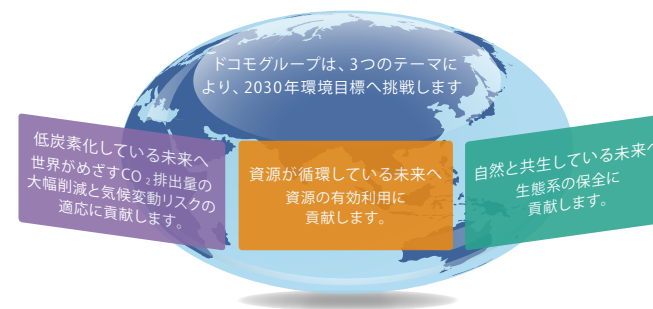 ドコモグループは、3つのテーマに
より、2030年環境目標へ挑戦します
低炭素化している未来へ
世界がめざすCO₂排出量の
大幅削減と気候変動リスクの
適応に貢献します。
資源が循環している未来へ
資源の有効利用に
貢献します。
自然と共生している未来へ
生態系の保全に
貢献します。